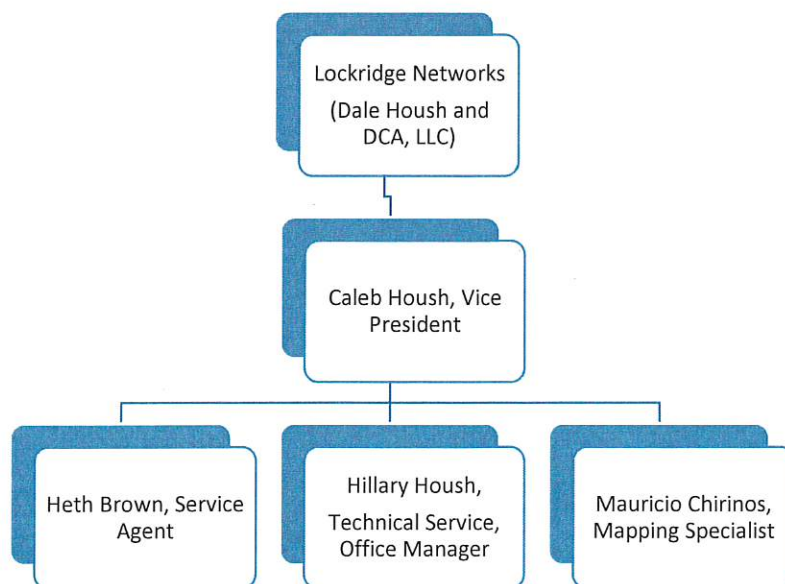 Lockridge Networks
(Dale Housh and
DCA, LLC)
Caleb Housh, Vice
President
Heth Brown, Service
Agent
Hillary Housh,
Technical Service,
Office Manager
Mauricio Chirinos,
Mapping Specialist